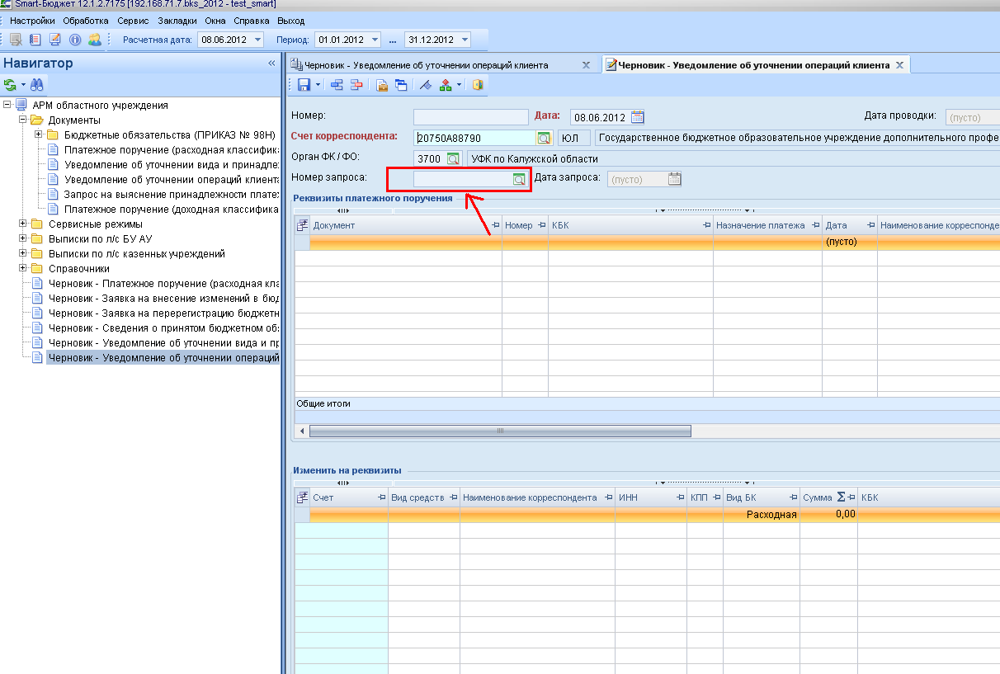 Smart-Бюджет 12.1.2.7175 [192.168.71.7.bks_2012 - test_smart]
Настройки Обработка Сервис Закладки Окна Справка Выход
Расчетная дата: 08.06.2012 Период: 01.01.2012 ... 31.12.2012
Навигатор «
АРМ областного учреждения
Документы
Бюджетные обязательства (ПРИКАЗ № 98Н)
Платежное поручение (расходная классифик
Уведомление об уточнении вида и принадле
Уведомление об уточнении операций клиента
Запрос на выяснение принадлежности плате
Платежное поручение (доходная классифика
Сервисные режимы
Выписки по л/с БУ АУ
Выписки по л/с казенных учреждений
Справочники
Черновик - Платежное поручение (расходная кла
Черновик - Заявка на внесение изменений в бюд
Черновик - Заявка на перерегистрацию бюджетн
Черновик - Сведения о принятом бюджетном об
Черновик - Уведомление об уточнении вида и пр
Черновик - Уведомление об уточнении операций
Черновик - Уведомление об уточнении операций клиента
Черновик - Уведомление об уточнении операций клиента
Номер: Дата: 08.06.2012 Дата проводки: (пусто)
Счет корреспондента: 20750А88790 ЮЛ Государственное бюджетное образовательное учреждение дополнительного профе
Орган ФК / ФО: 3700 УФК по Калужской области
Номер запроса: Дата запроса: (пусто)
Реквизиты платежного поручения
Документ Номер КБК Назначение платежа Дата Наименование корреспонде
(пусто)
Общие итоги
Изменить на реквизиты
Счет Вид средств Наименование корреспондента ИНН КПП Вид БК Сумма Σ КБК
Расходная 0,00